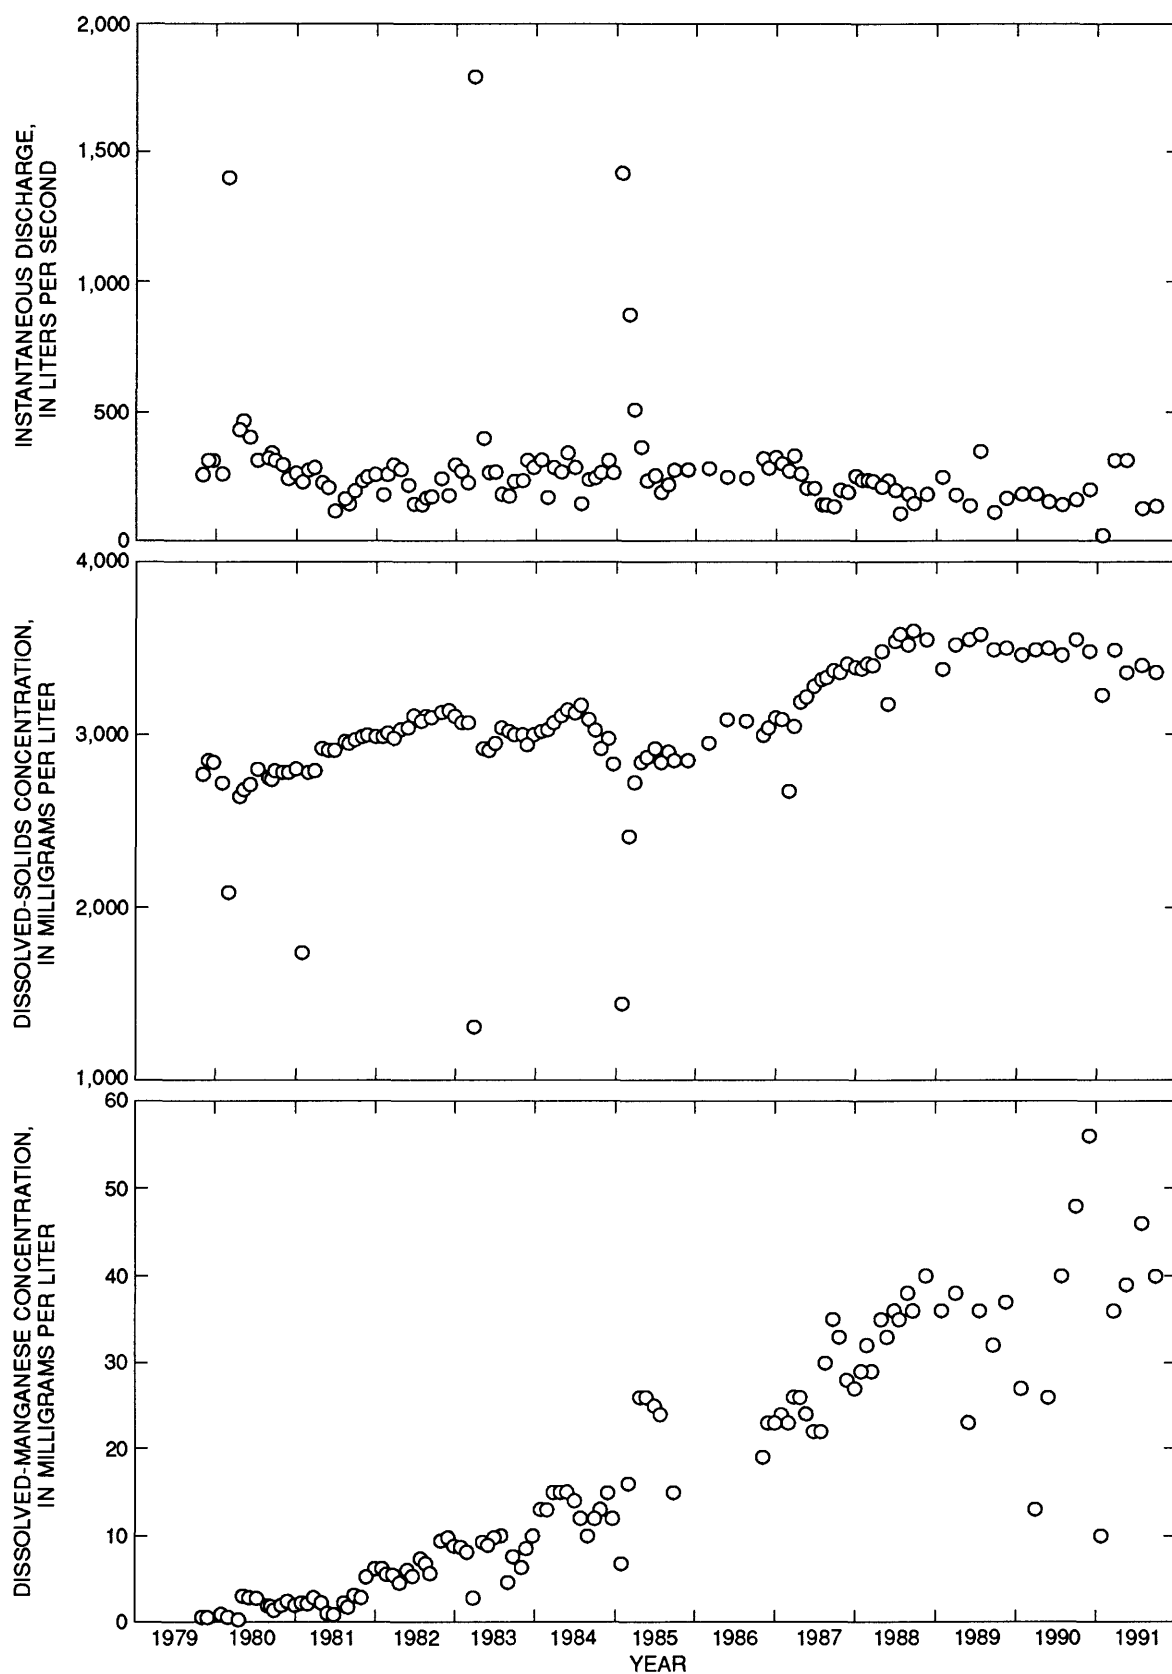 INSTANTANEOUS DISCHARGE,
IN LITERS PER SECOND
2,000
1,500
1,000
500
0
DISSOLVED-SOLIDS CONCENTRATION,
IN MILLIGRAMS PER LITER
4,000
3,000
2,000
1,000
DISSOLVED-MANGANESE CONCENTRATION,
IN MILLIGRAMS PER LITER
60
50
40
30
20
10
0
1979 1980 1981 1982 1983 1984 1985 1986 1987 1988 1989 1990 1991
YEAR